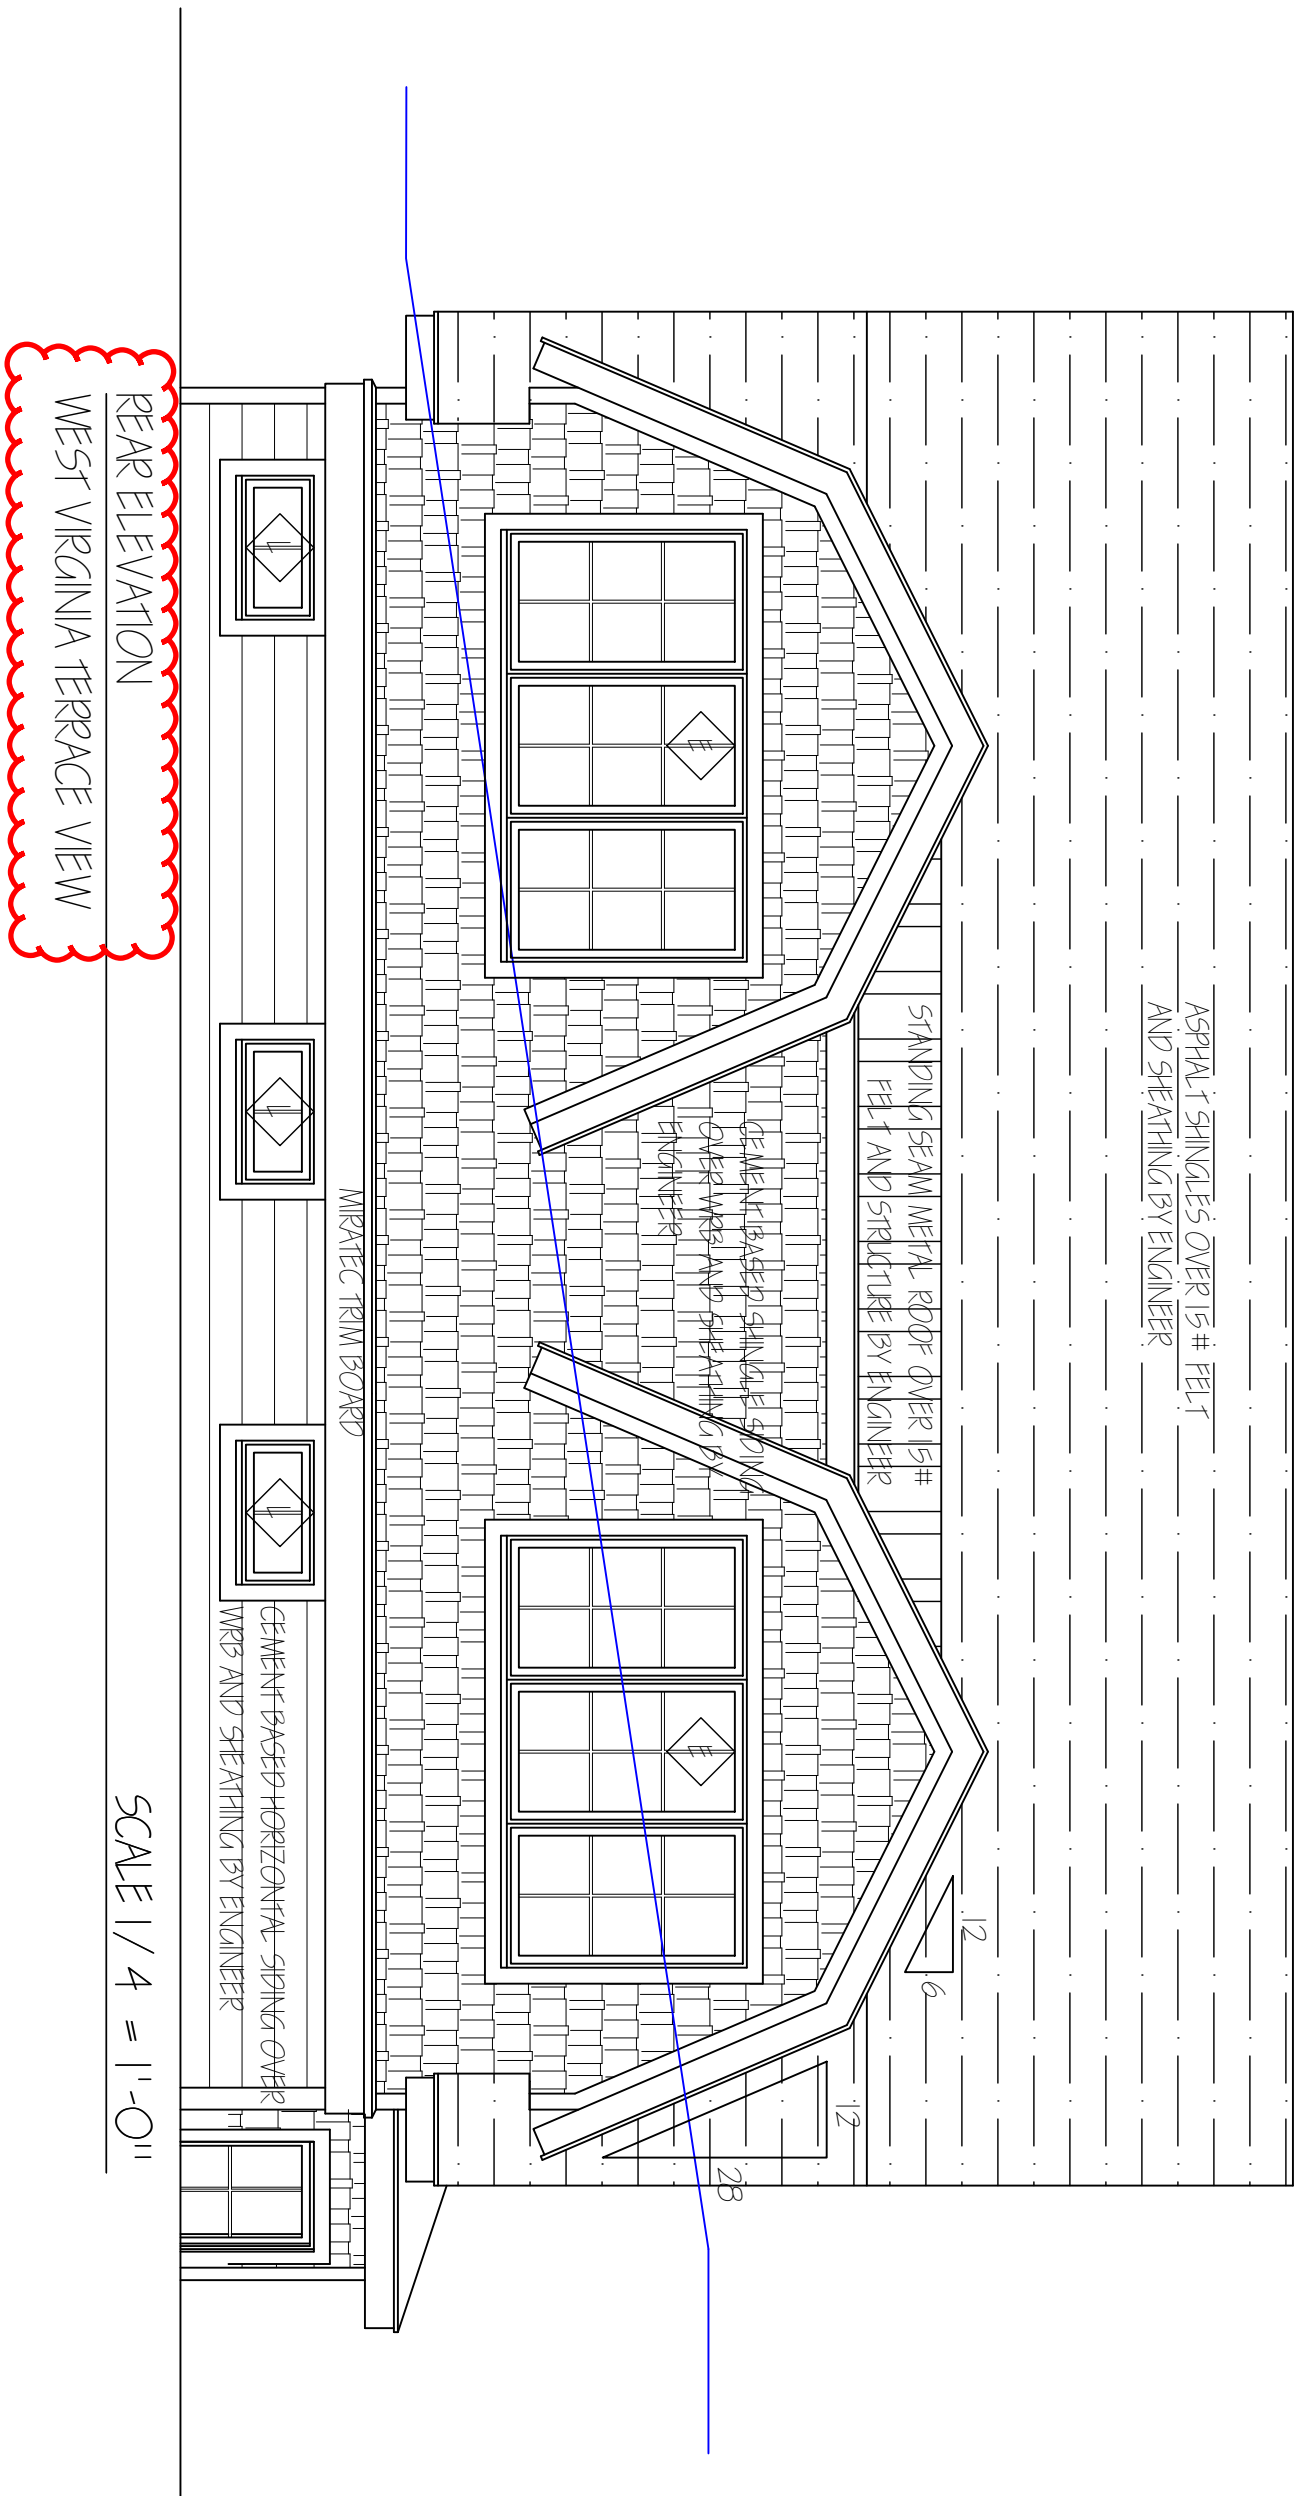 ASPHALT SHINGLES OVER 15# FELT
AND SHEATHING BY ENGINEER
STANDING SEAM METAL ROOF OVER 15#
FELT AND STRUCTURE BY ENGINEER
12
6
CEMENT BASED SHINGLE SIDING
OVER WRB AND SHEATHING BY
ENGINEER
12
28
E
E
MIRATEC TRIM BOARD
L
L
L
CEMENT BASED HORIZONTAL SIDING OVER
WRB AND SHEATHING BY ENGINEER
REAR ELEVATION
SCALE 1/4 = 1'-0"
WEST VIRGINIA TERRACE VIEW